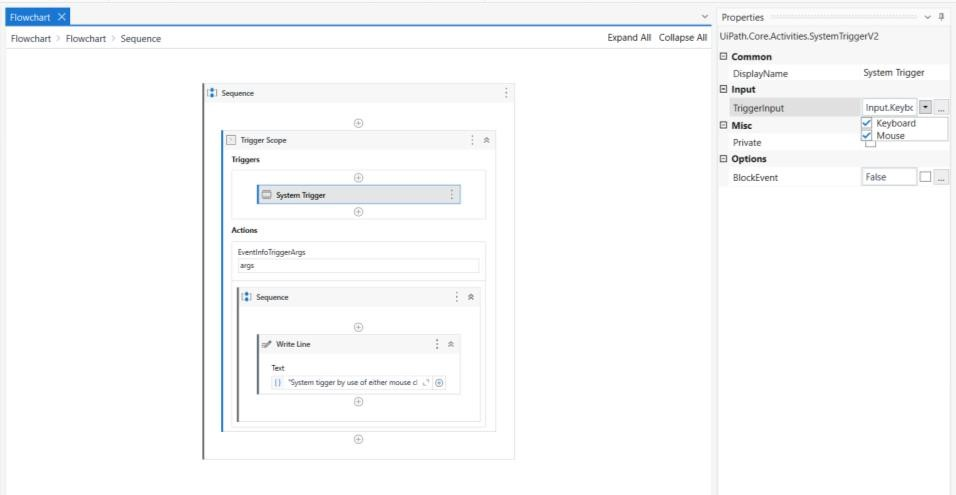 Flowchart
Flowchart > Flowchart > Sequence
Expand All Collapse All
Sequence
Trigger Scope
Triggers
System Trigger
Actions
EventInfoTriggerArgs
args
Sequence
Write Line
Text
"System tigger by use of either mouse cl
Properties
UiPath.Core.Activities.SystemTriggerV2
Common
DisplayName System Trigger
Input
TriggerInput Input.Keybc ...
Keyboard
Misc
Mouse
Private
Options
BlockEvent False ...